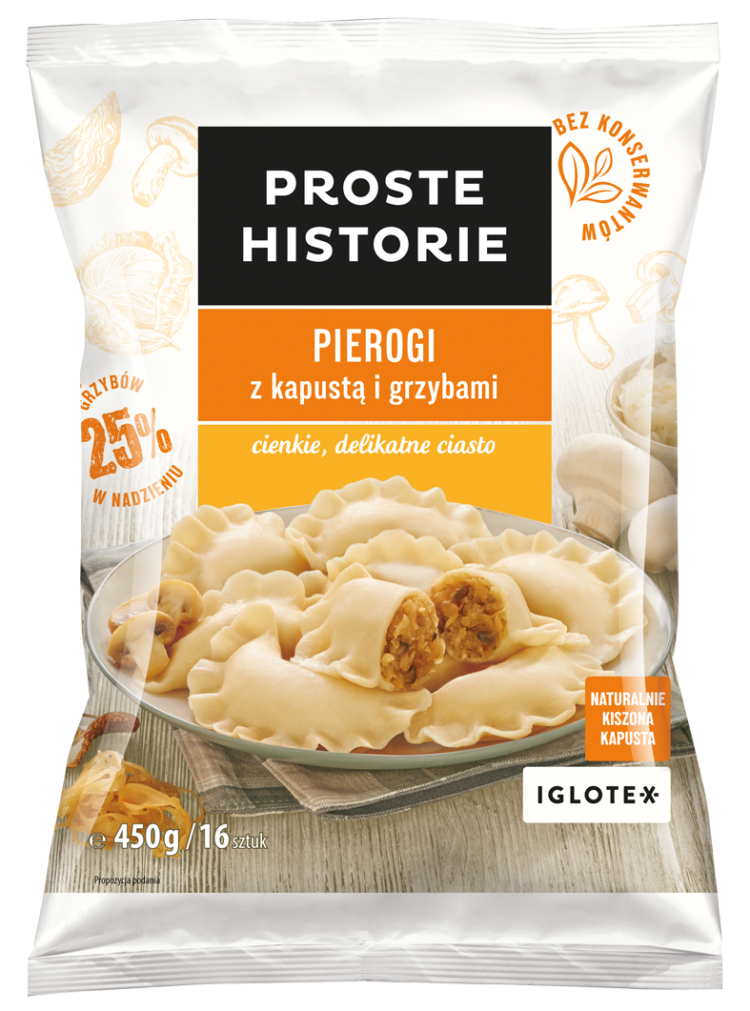 BEZ KONSERWANTÓW
PROSTE
HISTORIE
PIEROGI
z kapustą i grzybami
cienkie, delikatne ciasto
GRZYBÓW
25%
W NADZIENIU
NATURALNIE
KISZONA
KAPUSTA
IGLOTEX
℮ 450 g / 16 sztuk
Propozycja podania